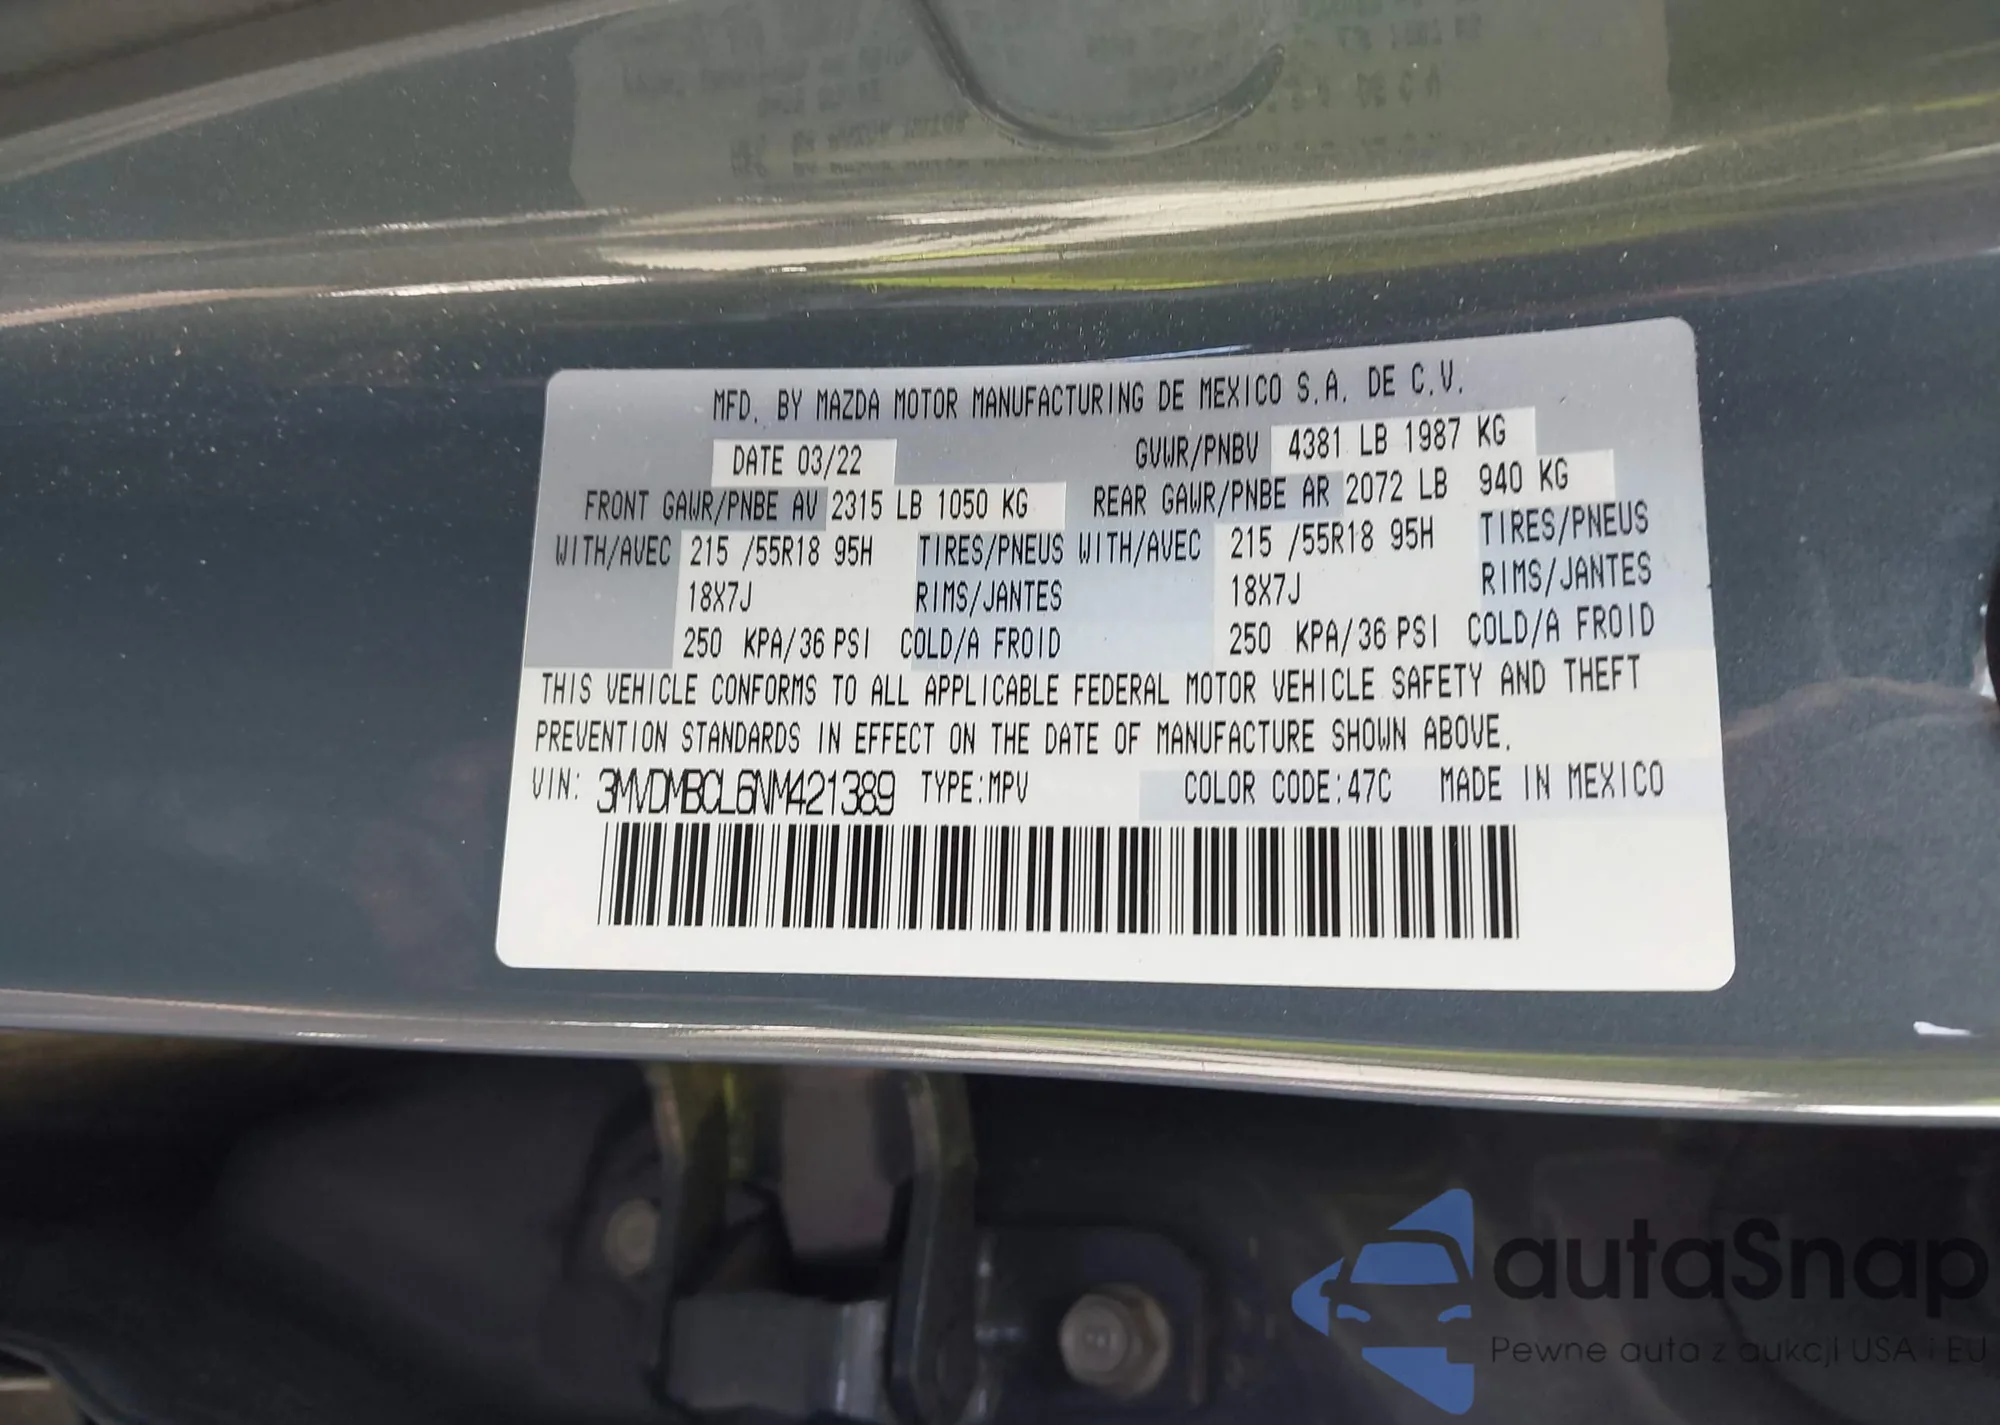 MFD. BY MAZDA MOTOR MANUFACTURING DE MEXICO S.A. DE C.V.
DATE 03/22 GVWR/PNBV 4381 LB 1987 KG
FRONT GAWR/PNBE AV 2315 LB 1050 KG REAR GAWR/PNBE AR 2072 LB 940 KG
WITH/AVEC 215 /55R18 95H TIRES/PNEUS WITH/AVEC 215 /55R18 95H TIRES/PNEUS
18X7J RIMS/JANTES 18X7J RIMS/JANTES
250 KPA/36 PSI COLD/A FROID 250 KPA/36 PSI COLD/A FROID
THIS VEHICLE CONFORMS TO ALL APPLICABLE FEDERAL MOTOR VEHICLE SAFETY AND THEFT
PREVENTION STANDARDS IN EFFECT ON THE DATE OF MANUFACTURE SHOWN ABOVE.
VIN: 3MVDMBCL6NM421389 TYPE:MPV COLOR CODE:47C MADE IN MEXICO
autaSnap
Pewne auta z aukcji USA i EU